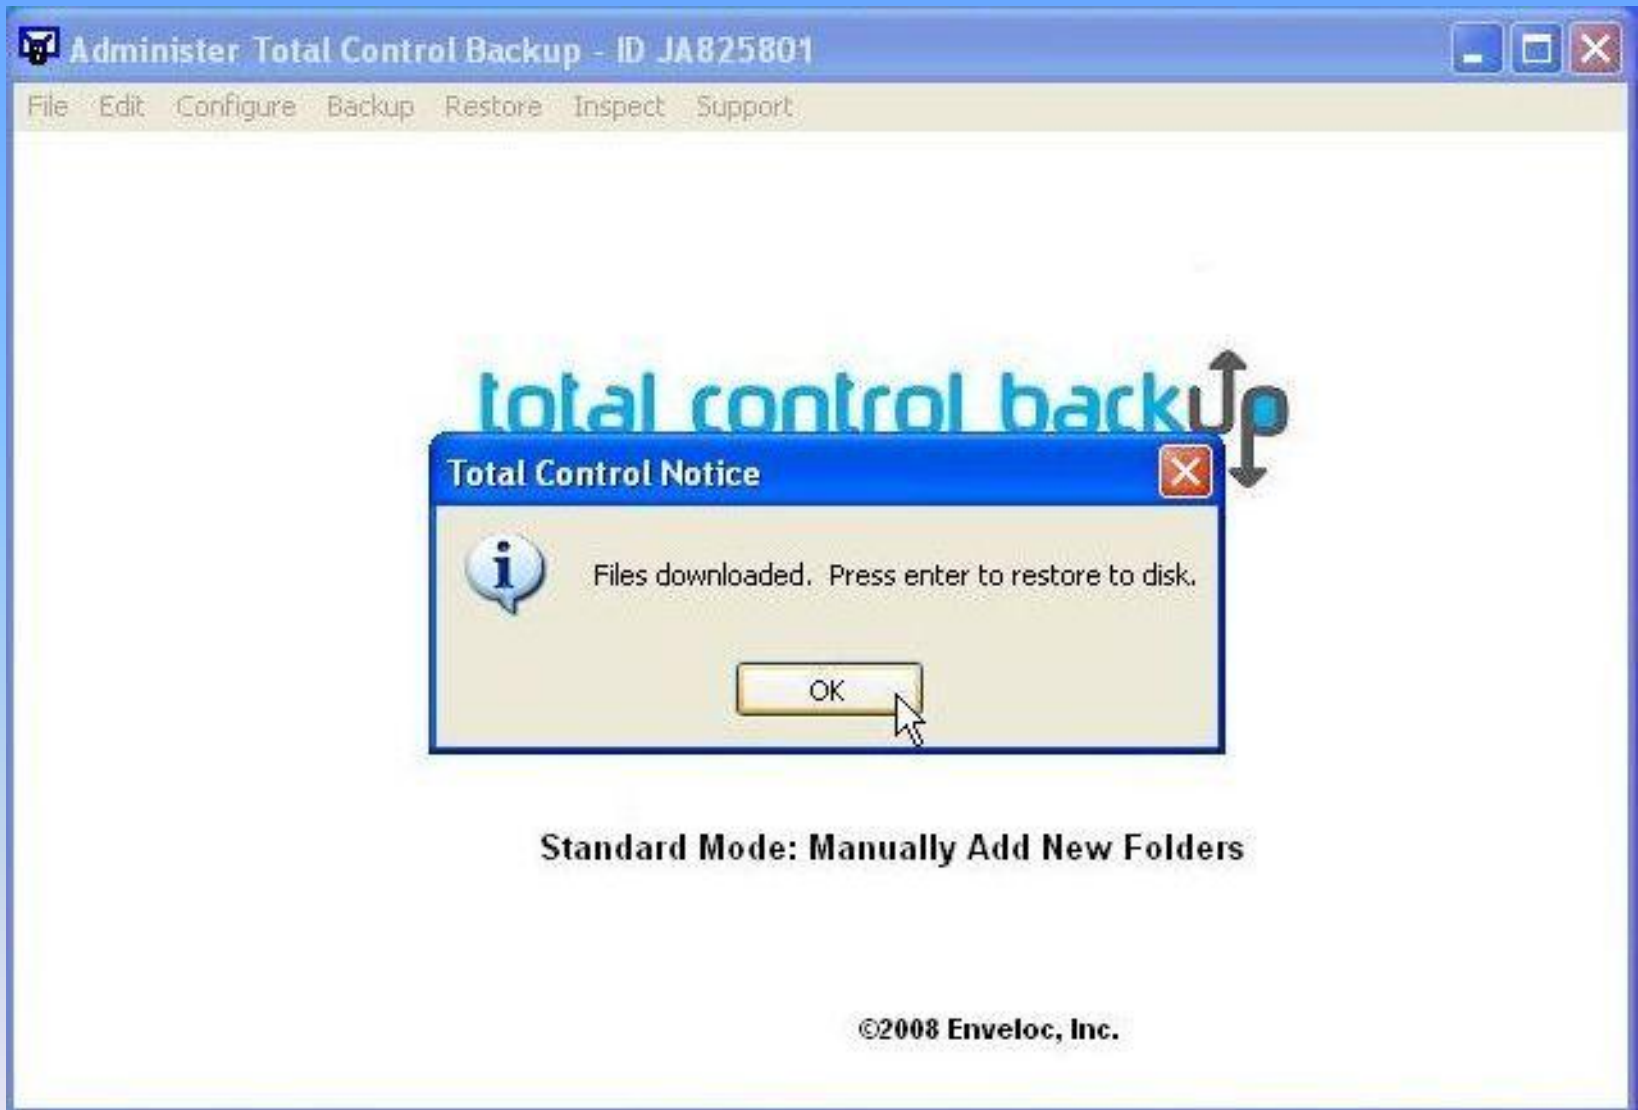 Administer Total Control Backup - ID JA825801
File Edit Configure Backup Restore Inspect Support
total control backup
Total Control Notice
Files downloaded. Press enter to restore to disk.
OK
Standard Mode: Manually Add New Folders
©2008 Enveloc, Inc.